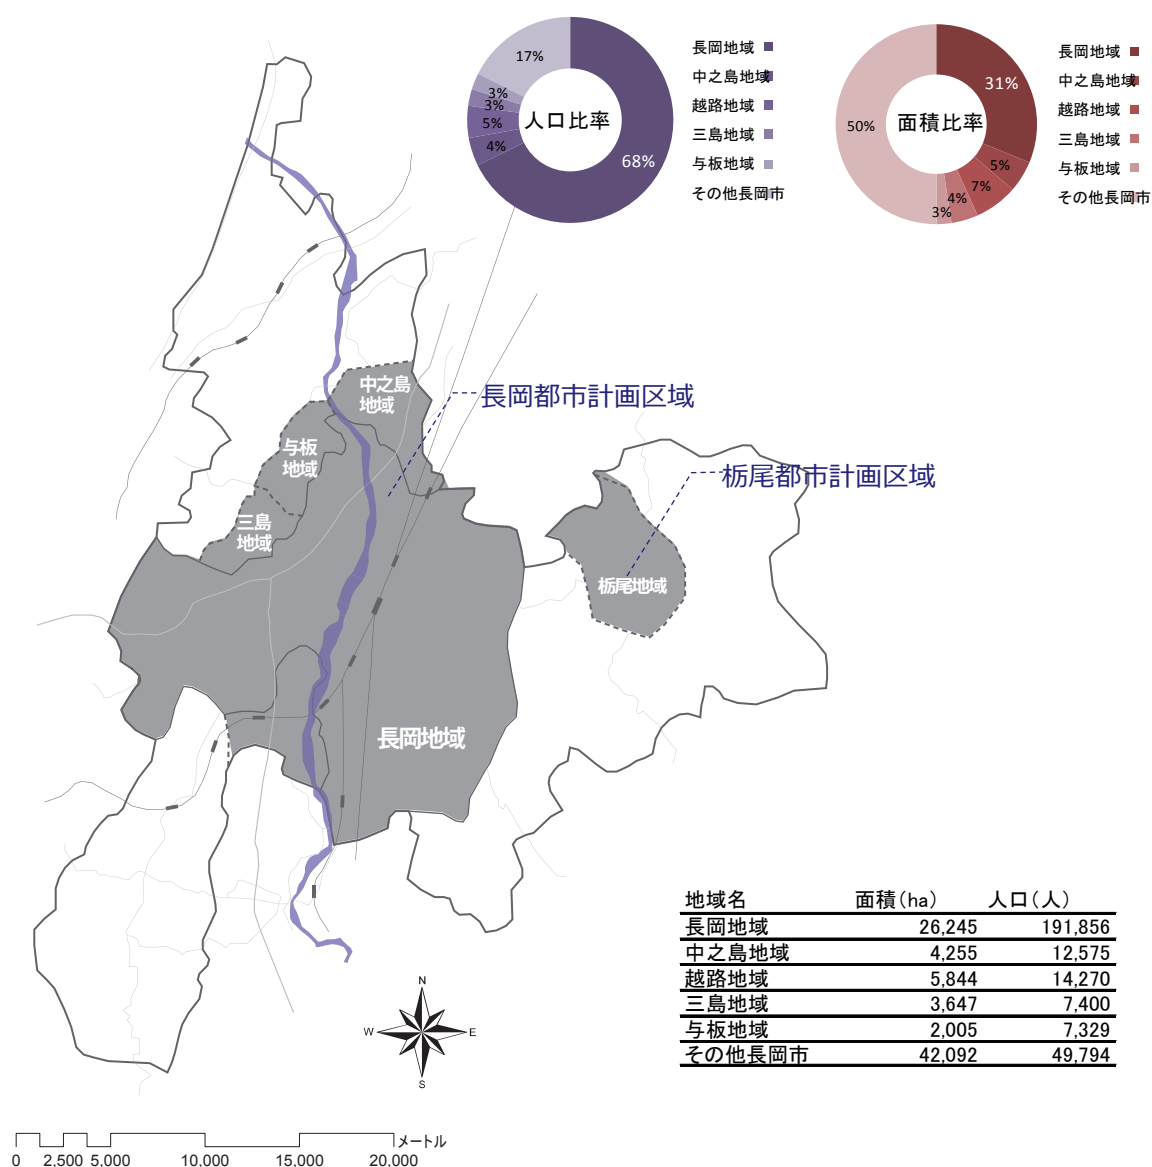 17%
3%
3%
5%
4%
68%
人口比率
長岡地域
中之島地域
越路地域
三島地域
与板地域
その他長岡市
31%
5%
7%
4%
3%
50%
面積比率
長岡地域
中之島地域
越路地域
三島地域
与板地域
その他長岡市
中之島
地域
長岡都市計画区域
与板
地域
三島
地域
栃尾都市計画区域
栃尾地域
長岡地域
地域名 面積(ha) 人口(人)
長岡地域 26,245 191,856
中之島地域 4,255 12,575
越路地域 5,844 14,270
三島地域 3,647 7,400
与板地域 2,005 7,329
その他長岡市 42,092 49,794
N
W E
S
メートル
0 2,500 5,000 10,000 15,000 20,000